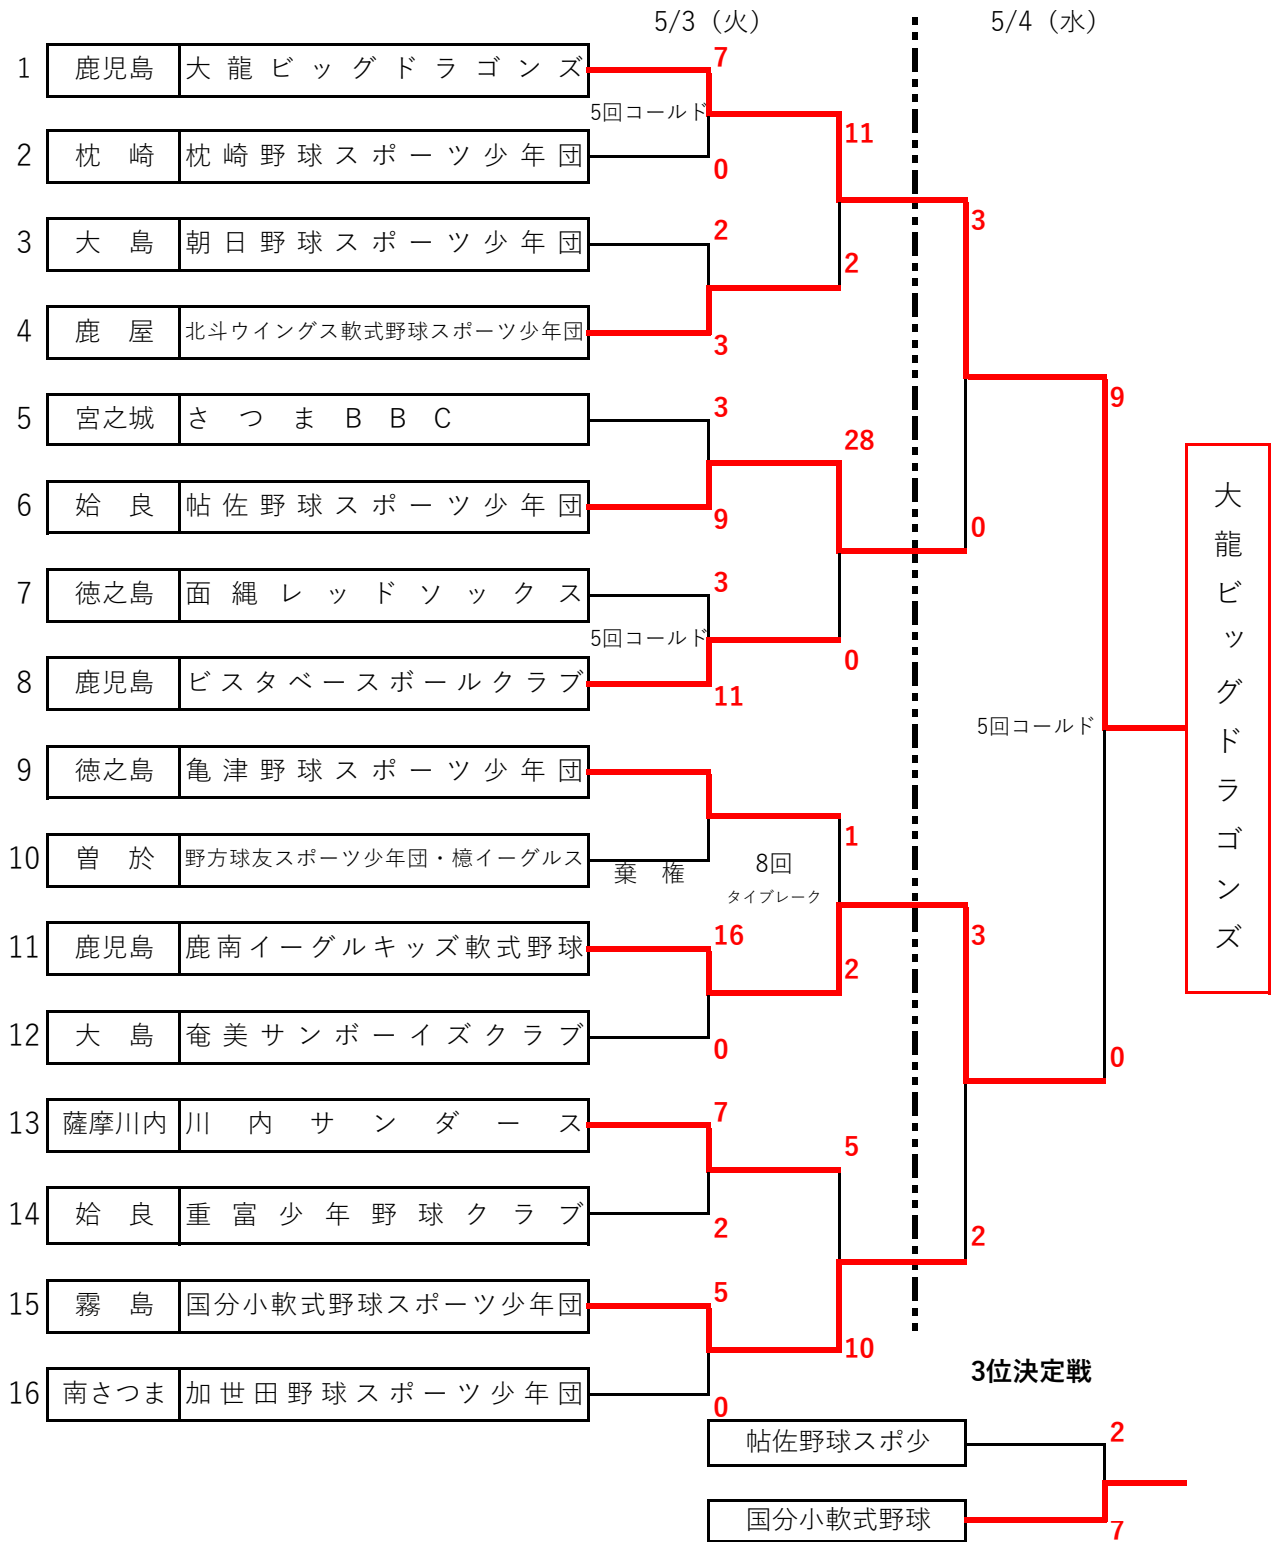 5/3（火）
5/4（水）
1 鹿児島 大龍ビッグドラゴンズ
7
5回コールド
11
2 枕崎 枕崎野球スポーツ少年団
0
3
3 大島 朝日野球スポーツ少年団
2
2
4 鹿屋 北斗ウイングス軟式野球スポーツ少年団
3
9
5 宮之城 さつまＢＢＣ
3
28
6 姶良 帖佐野球スポーツ少年団
9
0
7 徳之島 面縄レッドソックス
3
5回コールド
0
8 鹿児島 ビスタベースボールクラブ
11
5回コールド
大龍ビッグドラゴンズ
9 徳之島 亀津野球スポーツ少年団
1
10 曽於 野方球友スポーツ少年団・檍イーグルス
棄権
8回
タイブレーク
11 鹿児島 鹿南イーグルキッズ軟式野球
16
2
3
12 大島 奄美サンボーイズクラブ
0
0
13 薩摩川内 川内サンダース
7
5
14 姶良 重富少年野球クラブ
2
2
15 霧島 国分小軟式野球スポーツ少年団
5
10
16 南さつま 加世田野球スポーツ少年団
0
3位決定戦
帖佐野球スポ少
2
国分小軟式野球
7